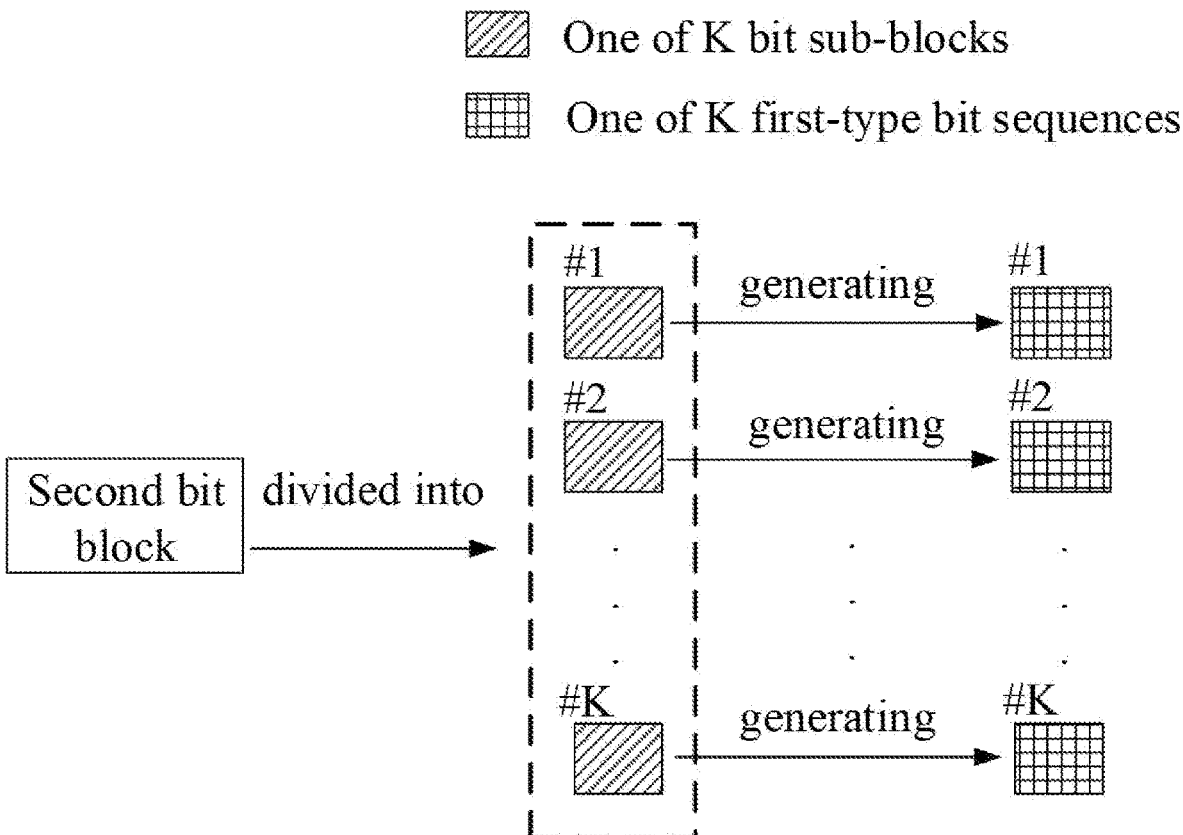 One of K bit sub-blocks
One of K first-type bit sequences
#1
generating
#1
#2
generating
#2
Second bit
block
divided into
#K
generating
#K